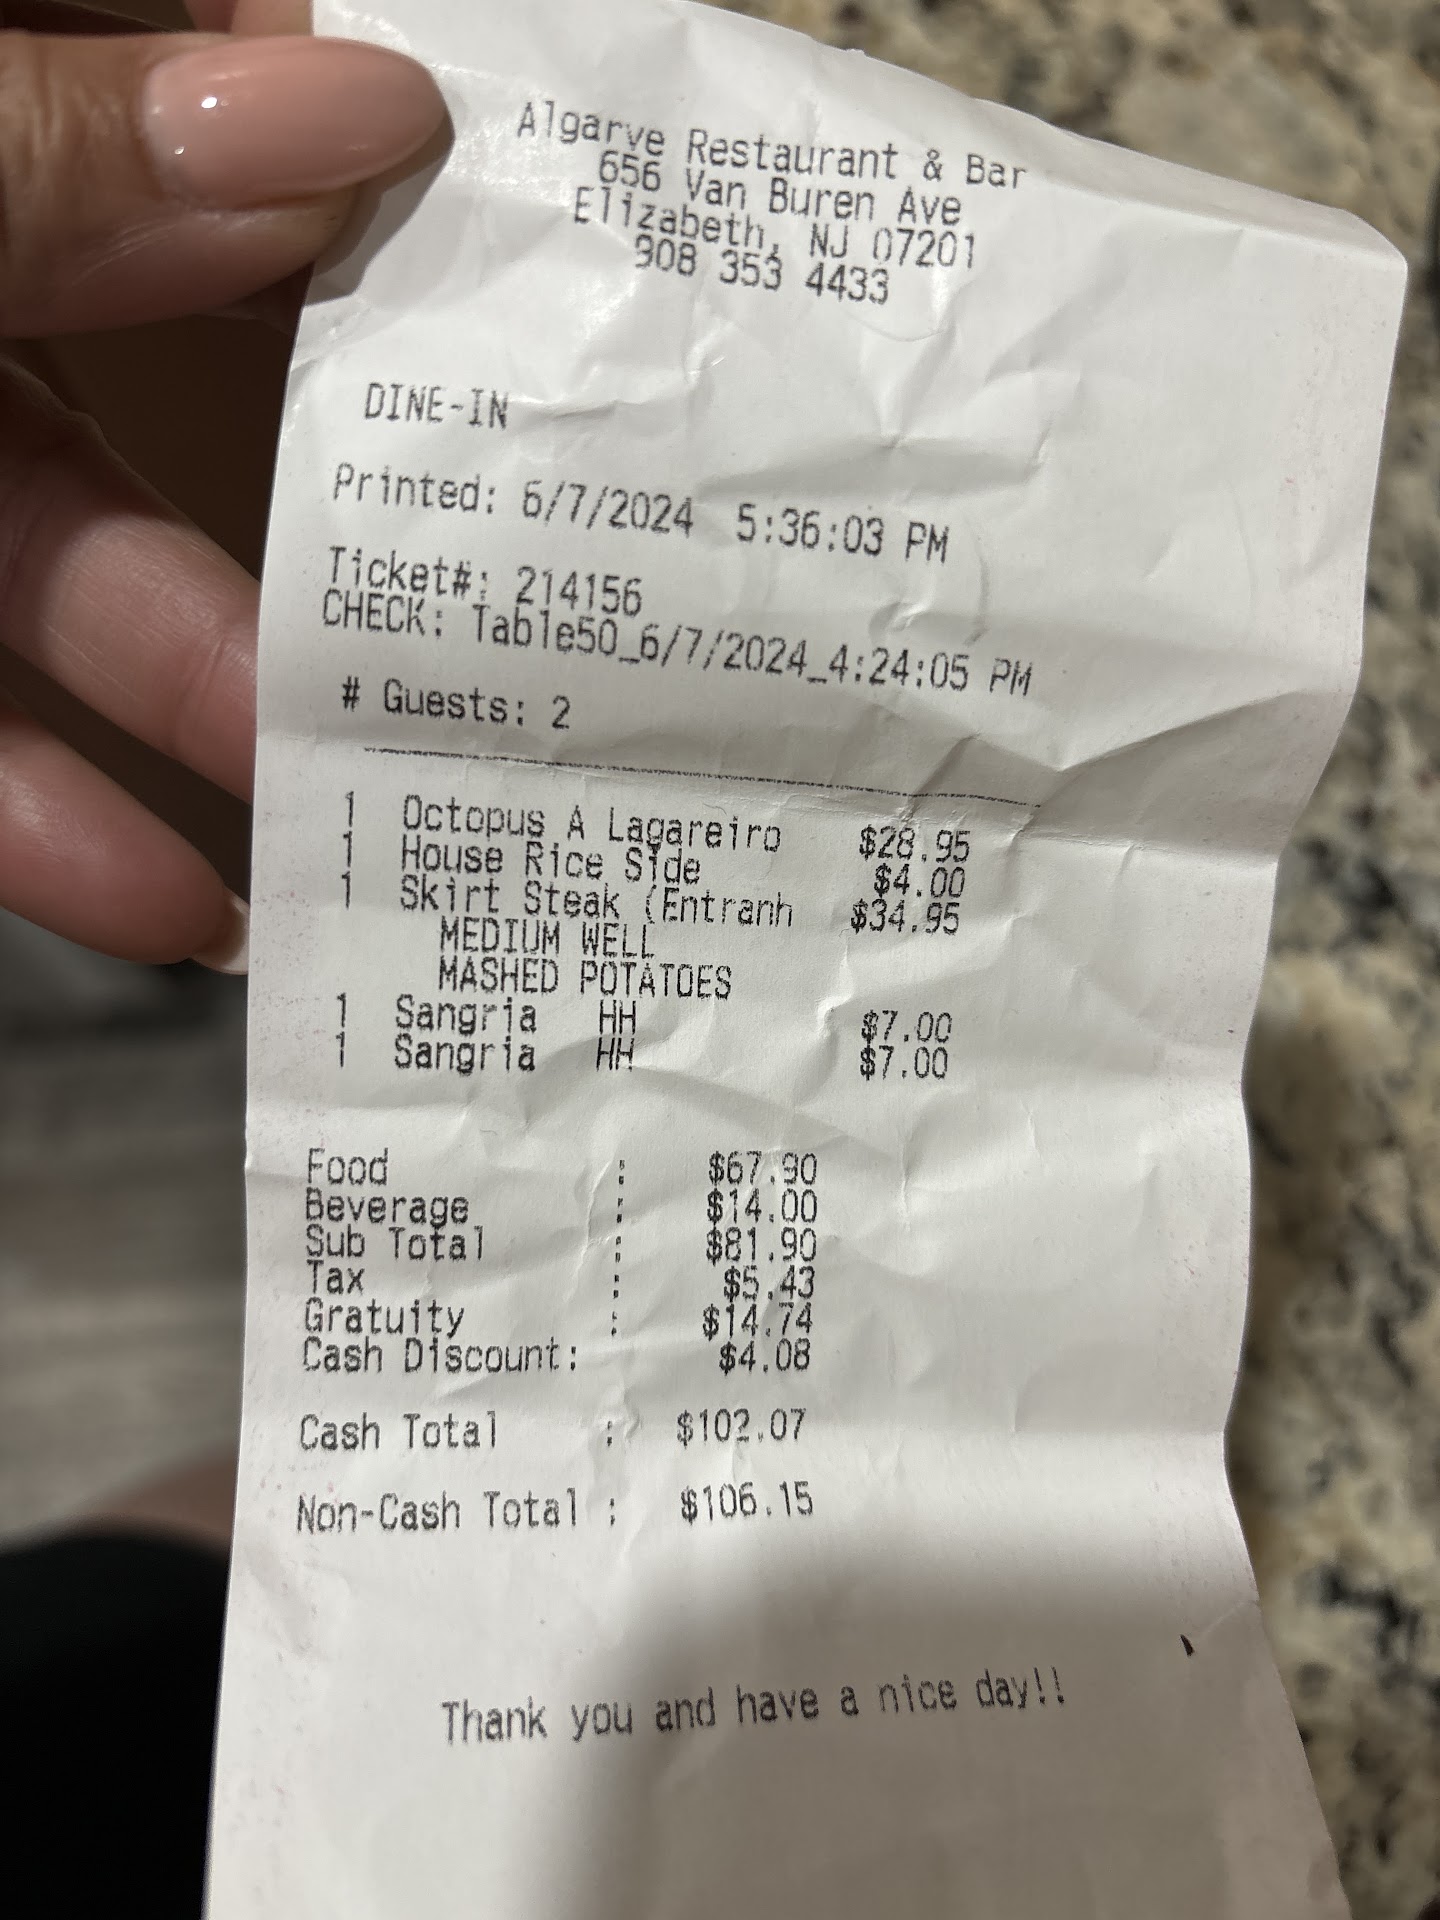 Algarve Restaurant & Bar
656 Van Buren Ave
Elizabeth, NJ 07201
908 353 4433
DINE-IN
Printed: 6/7/2024 5:36:03 PM
Ticket#: 214156
CHECK: Table50_6/7/2024_4:24:05 PM
# Guests: 2
1 Octopus A Lagareiro $28.95
1 House Rice Side $4.00
1 Skirt Steak (Entranh $34.95
MEDIUM WELL
MASHED POTATOES
1 Sangria HH $7.00
1 Sangria HH $7.00
Food : $67.90
Beverage : $14.00
Sub Total : $81.90
Tax : $5.43
Gratuity : $14.74
Cash Discount: $4.08
Cash Total : $102.07
Non-Cash Total : $106.15
Thank you and have a nice day!!